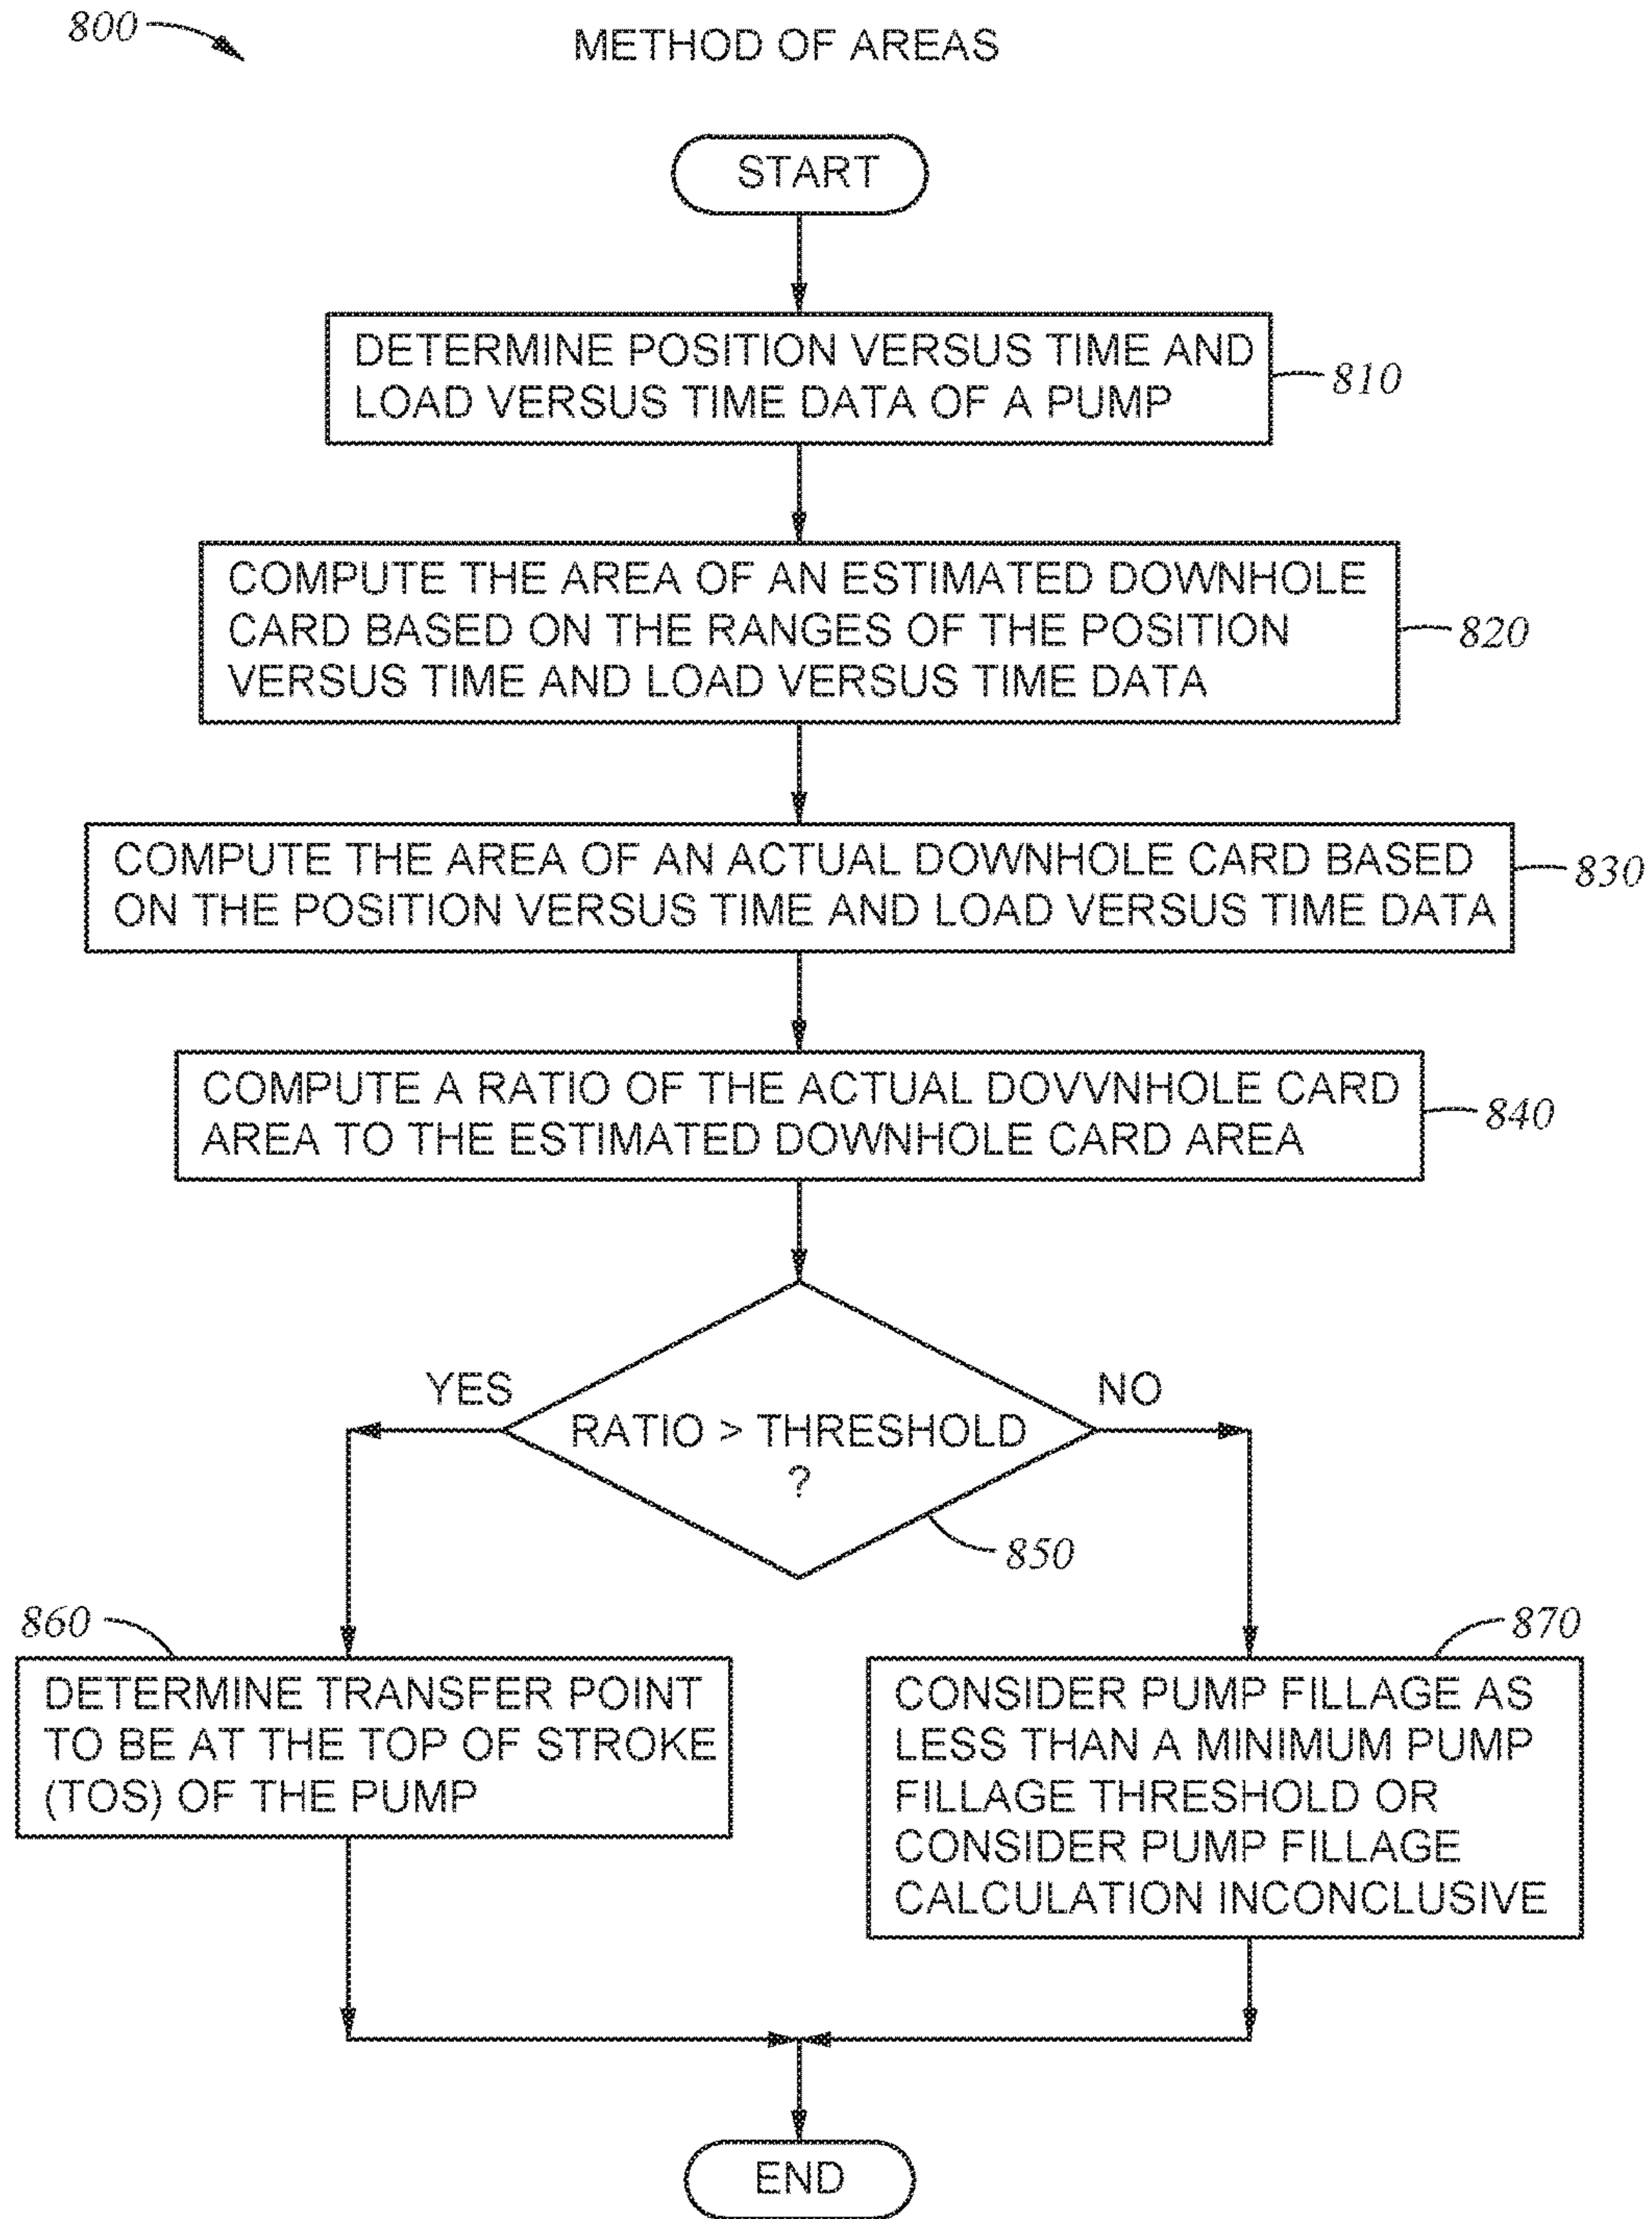 800
METHOD OF AREAS
START
DETERMINE POSITION VERSUS TIME AND
LOAD VERSUS TIME DATA OF A PUMP
810
COMPUTE THE AREA OF AN ESTIMATED DOWNHOLE
CARD BASED ON THE RANGES OF THE POSITION
VERSUS TIME AND LOAD VERSUS TIME DATA
820
COMPUTE THE AREA OF AN ACTUAL DOWNHOLE CARD BASED
ON THE POSITION VERSUS TIME AND LOAD VERSUS TIME DATA
830
COMPUTE A RATIO OF THE ACTUAL DOVVNHOLE CARD
AREA TO THE ESTIMATED DOWNHOLE CARD AREA
840
YES
NO
RATIO > THRESHOLD
?
850
860
DETERMINE TRANSFER POINT
TO BE AT THE TOP OF STROKE
(TOS) OF THE PUMP
870
CONSIDER PUMP FILLAGE AS
LESS THAN A MINIMUM PUMP
FILLAGE THRESHOLD OR
CONSIDER PUMP FILLAGE
CALCULATION INCONCLUSIVE
END